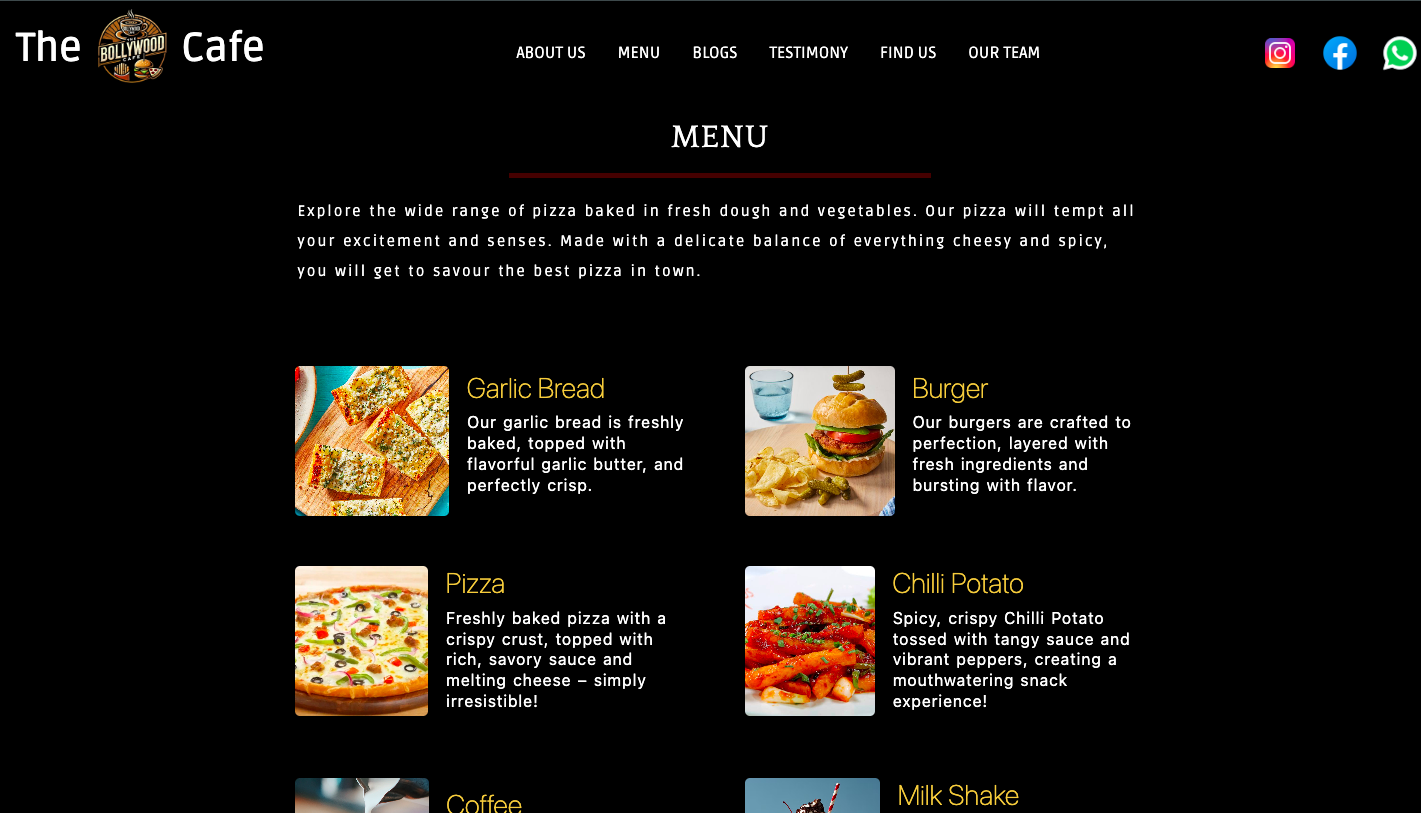 The BOLLYWOOD CAFE Cafe
ABOUT US MENU BLOGS TESTIMONY FIND US OUR TEAM
MENU
Explore the wide range of pizza baked in fresh dough and vegetables. Our pizza will tempt all
your excitement and senses. Made with a delicate balance of everything cheesy and spicy,
you will get to savour the best pizza in town.
Garlic Bread
Our garlic bread is freshly
baked, topped with
flavorful garlic butter, and
perfectly crisp.
Burger
Our burgers are crafted to
perfection, layered with
fresh ingredients and
bursting with flavor.
Pizza
Freshly baked pizza with a
crispy crust, topped with
rich, savory sauce and
melting cheese – simply
irresistible!
Chilli Potato
Spicy, crispy Chilli Potato
tossed with tangy sauce and
vibrant peppers, creating a
mouthwatering snack
experience!
Coffee
Milk Shake